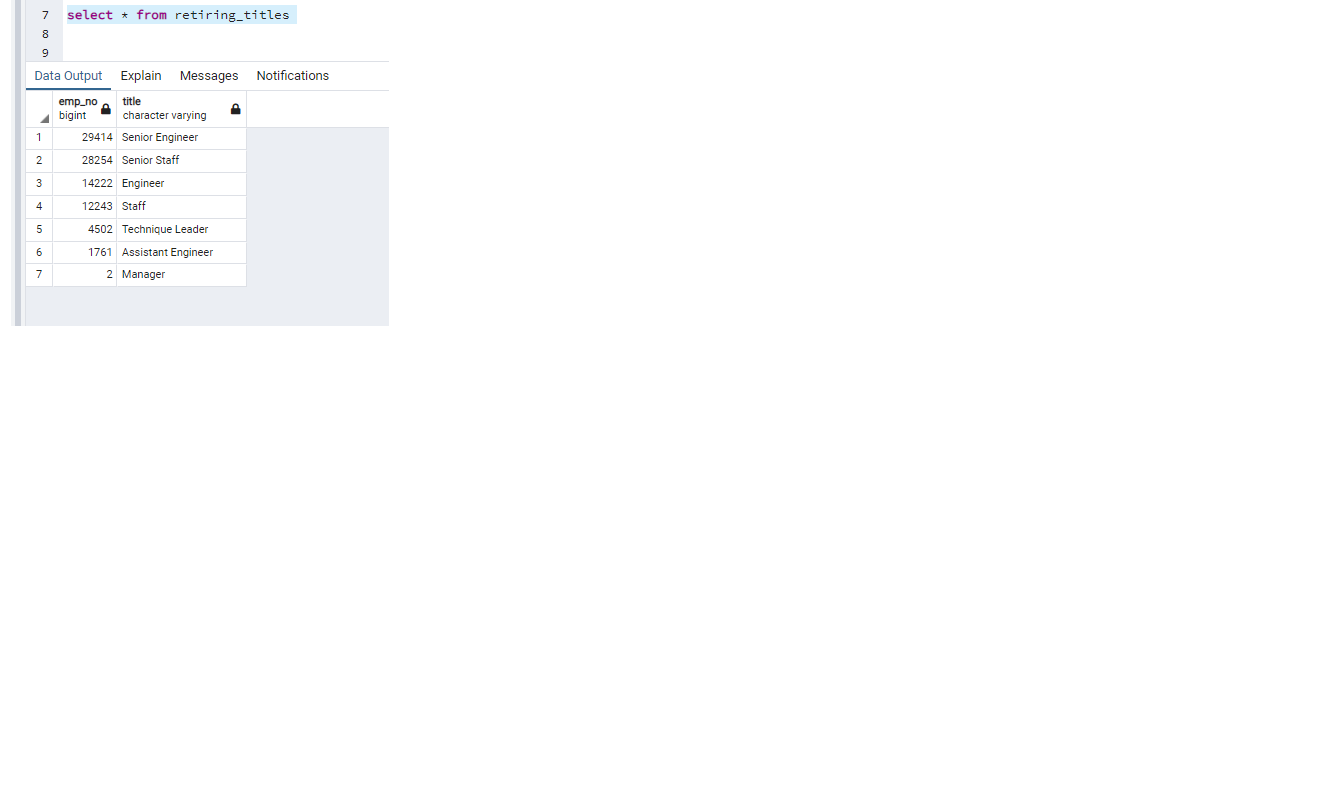 7 select * from retiring_titles
8
9
Data Output Explain Messages Notifications
emp_no title
bigint character varying
1 29414 Senior Engineer
2 28254 Senior Staff
3 14222 Engineer
4 12243 Staff
5 4502 Technique Leader
6 1761 Assistant Engineer
7 2 Manager